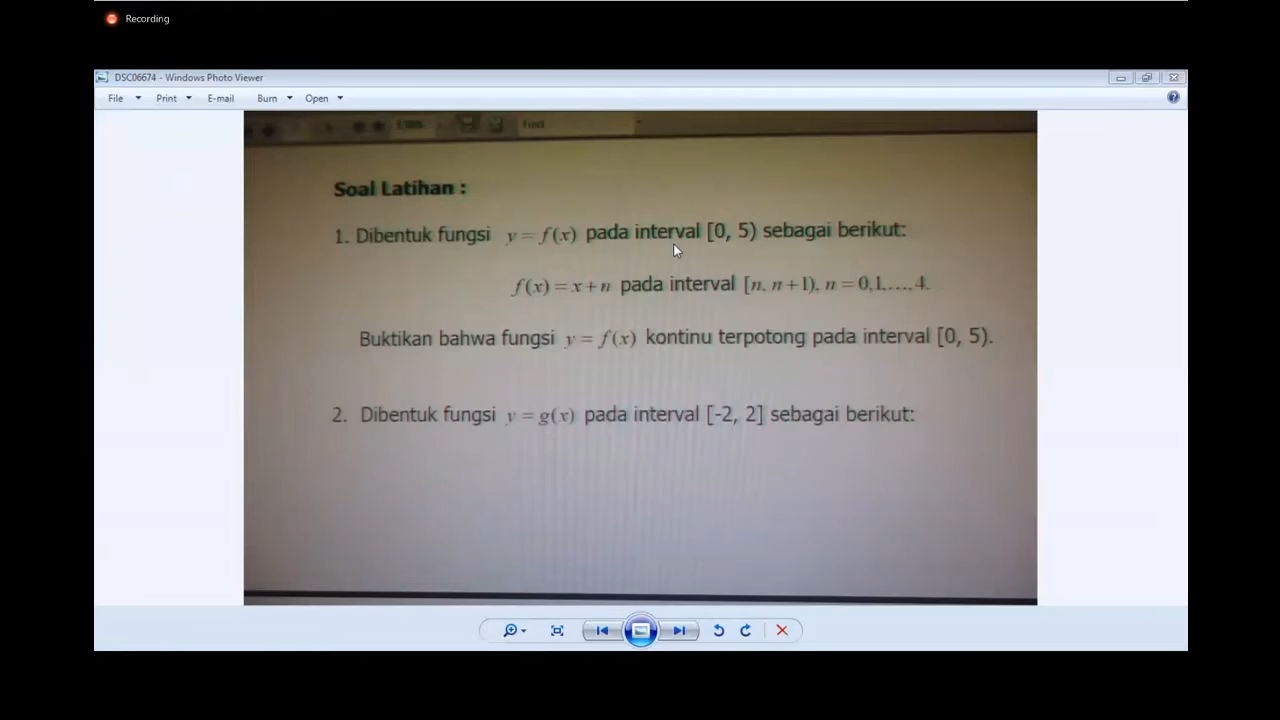 Recording
DSC06674 - Windows Photo Viewer
File Print E-mail Burn Open
Soal Latihan :
1. Dibentuk fungsi y = f(x) pada interval [0, 5) sebagai berikut:
f(x) = x + n pada interval [n, n+1), n = 0,1,...,4.
Buktikan bahwa fungsi y = f(x) kontinu terpotong pada interval [0, 5).
2. Dibentuk fungsi y = g(x) pada interval [-2, 2] sebagai berikut: